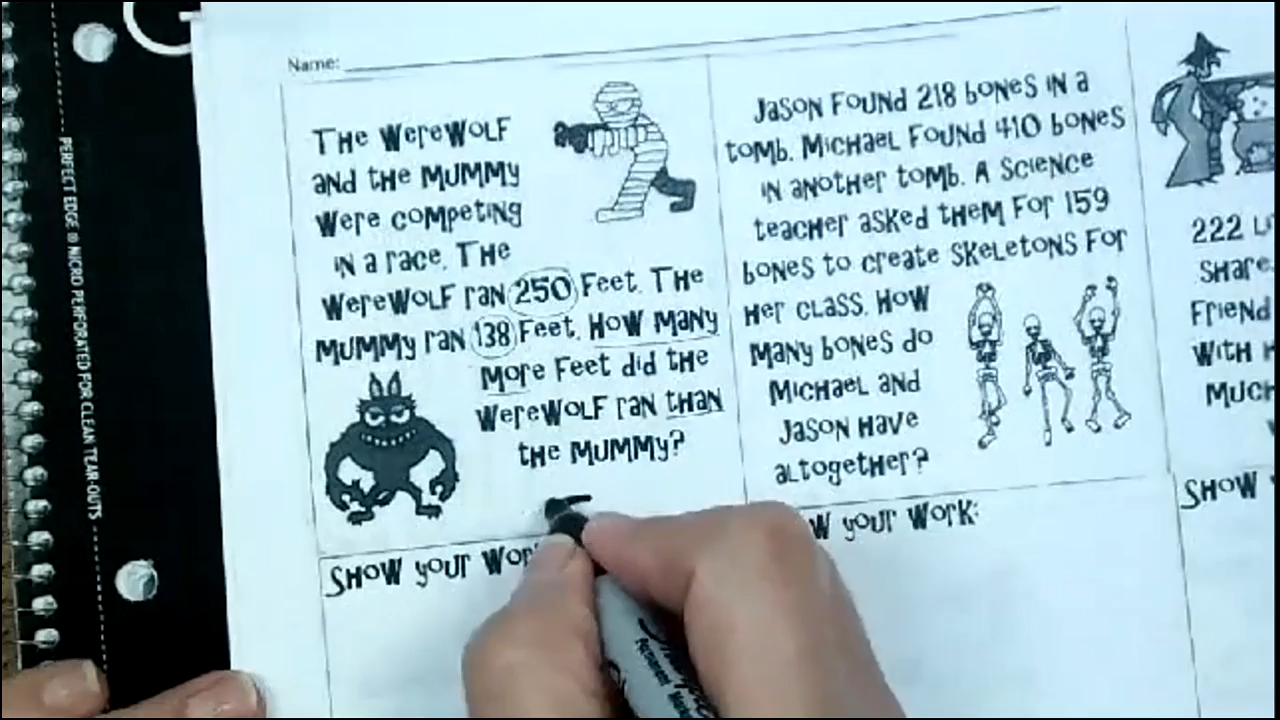 PERFECT EDGE ® MICRO PERFORATED FOR CLEAN TEAR-OUTS
Name:
The Werewolf
and the Mummy
were competing
in a race. The
Werewolf ran 250 feet. The
Mummy ran 138 feet. How many
more feet did the
Werewolf ran than
the Mummy?
Show your
Jason found 218 bones in a
tomb. Michael found 410 bones
in another tomb. A science
teacher asked them for 159
bones to create skeletons for
her class. How
many bones do
Michael and
Jason have
altogether?
your work:
222
share
friend
with
much
Show